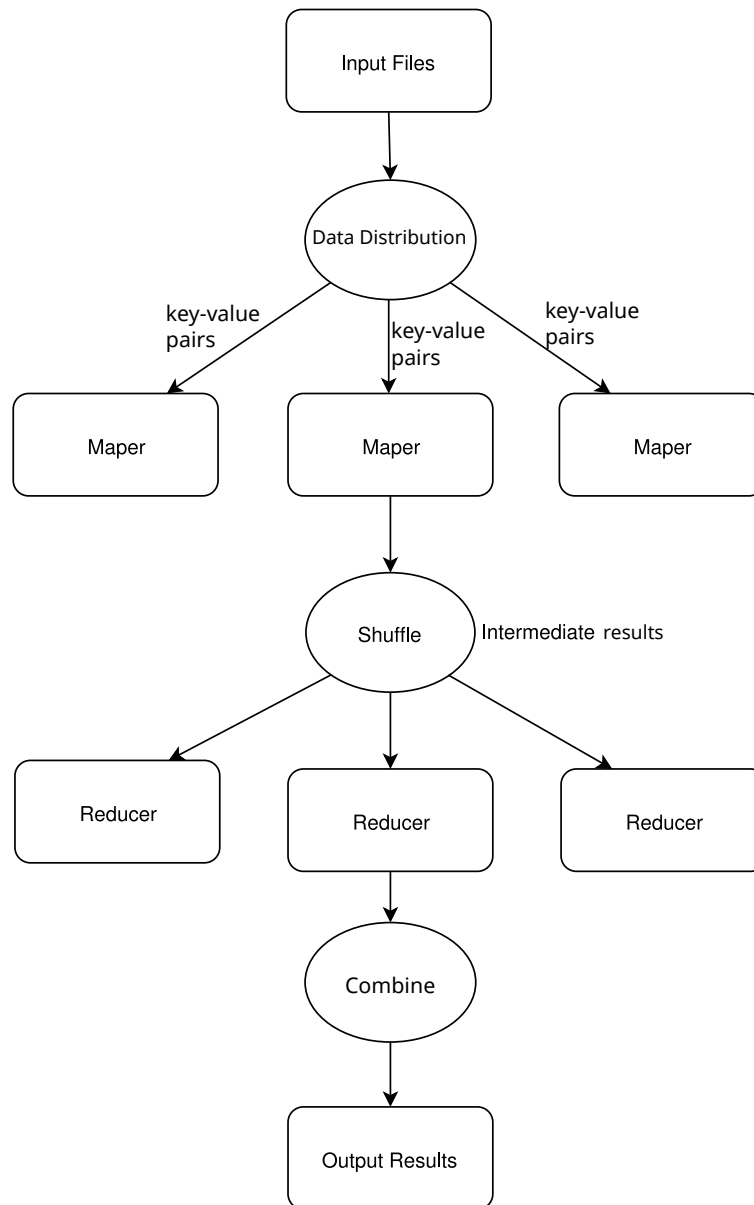 Input Files
Data Distribution
key-value
pairs
key-value
pairs
key-value
pairs
Maper
Maper
Maper
Shuffle
Intermediate results
Reducer
Reducer
Reducer
Combine
Output Results